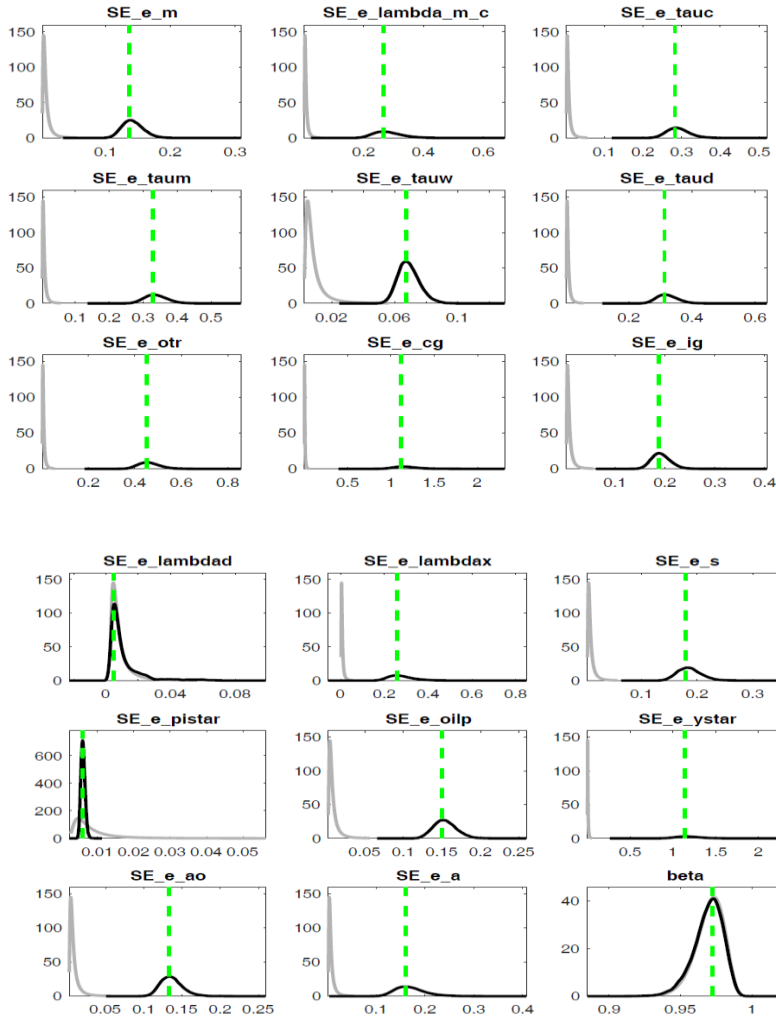 SE_e_m SE_e_lambda_m_c SE_e_tauc
150 150 150
100 100 100
50 50 50
0 0 0
0.1 0.2 0.3 0.2 0.4 0.6 0.1 0.2 0.3 0.4 0.5
SE_e_taum SE_e_tauw SE_e_taud
150 150 150
100 100 100
50 50 50
0 0 0
0.1 0.2 0.3 0.4 0.5 0.02 0.06 0.1 0.2 0.4 0.6
SE_e_otr SE_e_cg SE_e_ig
150 150 150
100 100 100
50 50 50
0 0 0
0.2 0.4 0.6 0.8 0.5 1 1.5 2 0.1 0.2 0.3 0.4
SE_e_lambdad SE_e_lambdax SE_e_s
150 150 150
100 100 100
50 50 50
0 0 0
0 0.04 0.08 0 0.2 0.4 0.6 0.8 0.1 0.2 0.3
SE_e_pistar SE_e_oilp SE_e_ystar
600 150 150
400 100 100
200 50 50
0 0 0
0.01 0.02 0.03 0.04 0.05 0.05 0.1 0.15 0.2 0.25 0.5 1 1.5 2
SE_e_ao SE_e_a beta
150 150 40
100 100 20
50 50
0 0 0
0.05 0.1 0.15 0.2 0.25 0.1 0.2 0.3 0.4 0.9 0.95 1